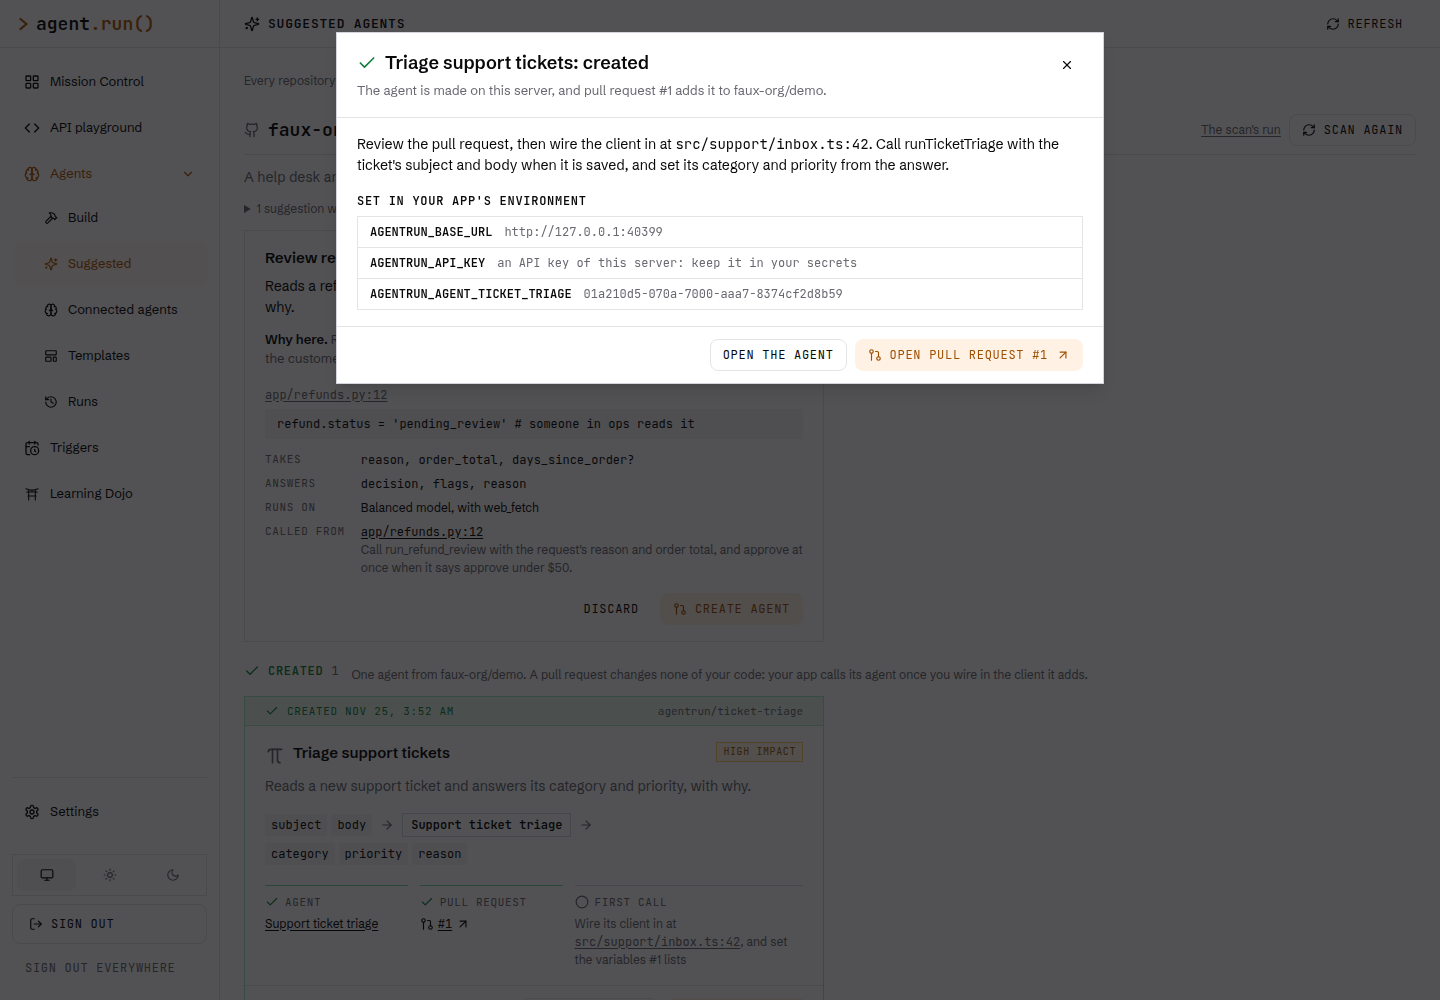 agent.run()
SUGGESTED AGENTS
REFRESH
Mission Control
API playground
Agents
Build
Suggested
Connected agents
Templates
Runs
Triggers
Learning Dojo
Settings
SIGN OUT
SIGN OUT EVERYWHERE
Every repository
faux-o
The scan's run
SCAN AGAIN
A help desk a
1 suggestion w
Triage support tickets: created
The agent is made on this server, and pull request #1 adds it to faux-org/demo.
Review the pull request, then wire the client in at src/support/inbox.ts:42. Call runTicketTriage with the
ticket's subject and body when it is saved, and set its category and priority from the answer.
SET IN YOUR APP'S ENVIRONMENT
AGENTRUN_BASE_URL http://127.0.0.1:40399
AGENTRUN_API_KEY an API key of this server: keep it in your secrets
AGENTRUN_AGENT_TICKET_TRIAGE 01a210d5-070a-7000-aaa7-8374cf2d8b59
OPEN THE AGENT
OPEN PULL REQUEST #1
Review re
Reads a ref
why.
Why here.
the custome
app/refunds.py:12
refund.status = 'pending_review' # someone in ops reads it
TAKES reason, order_total, days_since_order?
ANSWERS decision, flags, reason
RUNS ON Balanced model, with web_fetch
CALLED FROM app/refunds.py:12
Call run_refund_review with the request's reason and order total, and approve at
once when it says approve under $50.
DISCARD
CREATE AGENT
CREATED 1 One agent from faux-org/demo. A pull request changes none of your code: your app calls its agent once you wire in the client it adds.
CREATED NOV 25, 3:52 AM agentrun/ticket-triage
Triage support tickets
HIGH IMPACT
Reads a new support ticket and answers its category and priority, with why.
subject body → Support ticket triage →
category priority reason
AGENT
Support ticket triage
PULL REQUEST
#1
FIRST CALL
Wire its client in at
src/support/inbox.ts:42, and set
the variables #1 lists